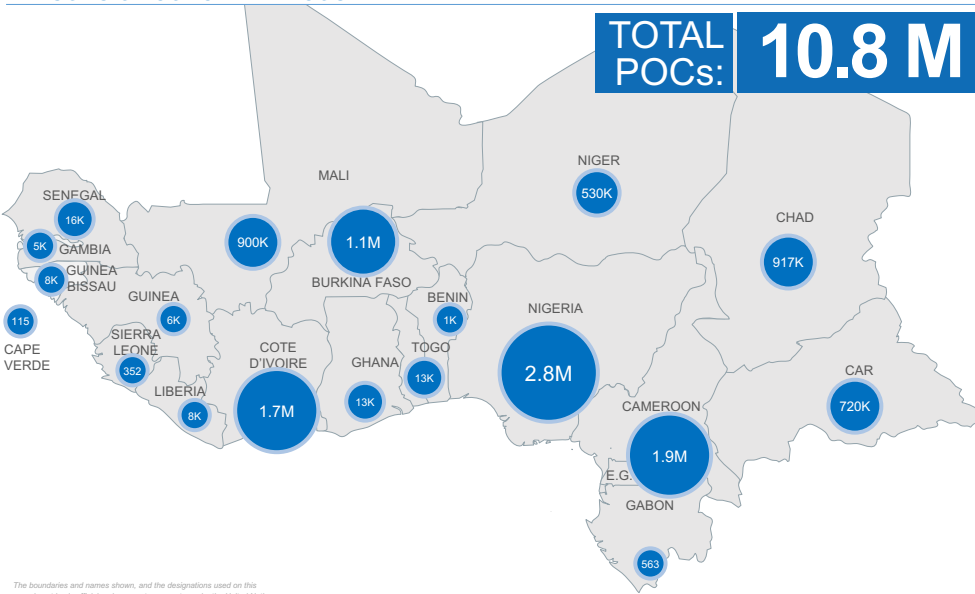 TOTAL
POCs:
10.8 M
MALI
NIGER
530K
SENEGAL
16K
CHAD
917K
5K
GAMBIA
900K
1.1M
GUINEA
BISSAU
8K
BURKINA FASO
GUINEA
6K
BENIN
1K
NIGERIA
2.8M
115
CAPE
VERDE
SIERRA
LEONE
352
COTE
D'IVOIRE
1.7M
GHANA
13K
TOGO
13K
LIBERIA
8K
CAR
720K
CAMEROON
1.9M
E.G.
GABON
563
The boundaries and names shown, and the designations used on this